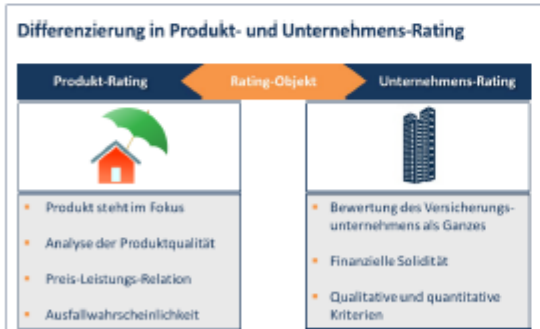 Differenzierung in Produkt- und Unternehmens-Rating
Produkt-Rating
Rating-Objekt
Unternehmens-Rating
Produkt steht im Fokus
Analyse der Produktqualität
Preis-Leistungs-Relation
Ausfallwahrscheinlichkeit
Bewertung des Versicherungs-
unternehmens als Ganzes
Finanzielle Solidität
Qualitative und quantitative
Kriterien